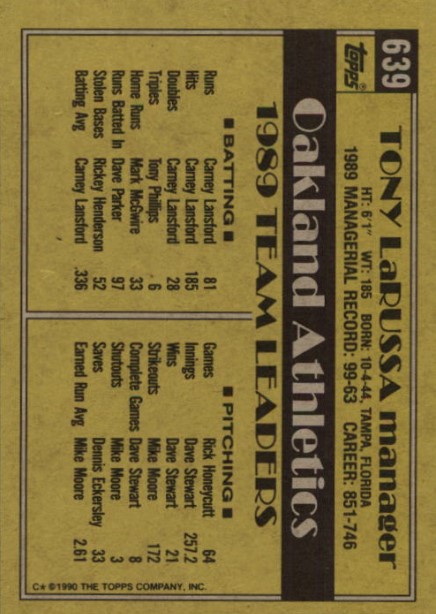 639
topps®
TONY LaRUSSA manager
HT: 6'1" WT: 185 BORN: 10-4-44, TAMPA, FLORIDA
1989 MANAGERIAL RECORD: 99-63 CAREER: 851-746
Oakland Athletics
1989 TEAM LEADERS
■ BATTING ■
Runs Carney Lansford 81
Hits Carney Lansford 185
Doubles Carney Lansford 28
Triples Tony Phillips 6
Home Runs Mark McGwire 33
Runs Batted In Dave Parker 97
Stolen Bases Rickey Henderson 52
Batting Avg Carney Lansford .336
■ PITCHING ■
Games Rick Honeycutt 64
Innings Dave Stewart 257.2
Wins Dave Stewart 21
Strikeouts Mike Moore 172
Complete Games Dave Stewart 8
Shutouts Mike Moore 3
Saves Dennis Eckersley 33
Earned Run Avg Mike Moore 2.61
C* ©1990 THE TOPPS COMPANY, INC.